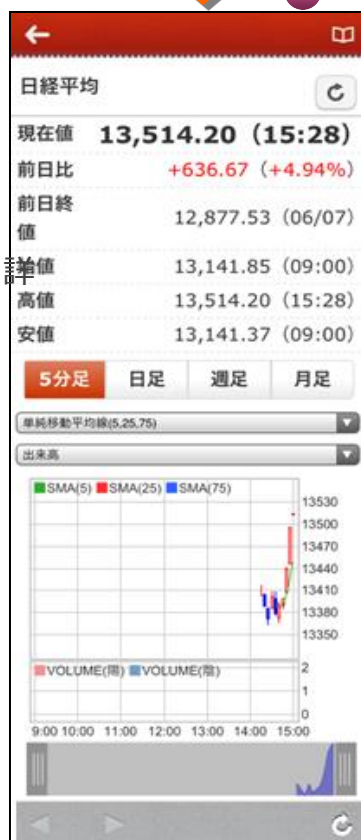 日経平均
現在値 13,514.20 (15:28)
前日比 +636.67 (+4.94%)
前日終値 12,877.53 (06/07)
詳
始値 13,141.85 (09:00)
高値 13,514.20 (15:28)
安値 13,141.37 (09:00)
5分足 日足 週足 月足
単純移動平均線(5,25,75)
出来高
SMA(5) SMA(25) SMA(75)
13530
13500
13470
13440
13410
13380
13350
VOLUME(陽) VOLUME(陰)
2
1
0
9:00 10:00 11:00 12:00 13:00 14:00 15:00